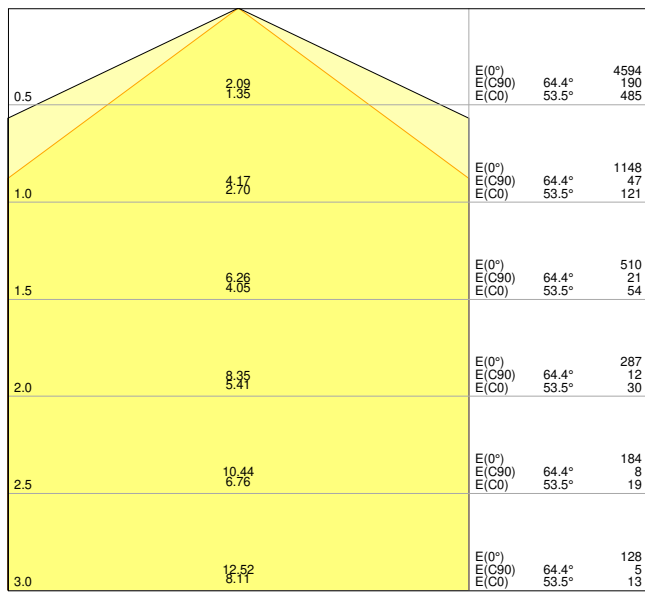 2.09
1.35
0.5
E(0°) 4594
E(C90) 64.4° 190
E(C0) 53.5° 485
4.17
2.70
1.0
E(0°) 1148
E(C90) 64.4° 47
E(C0) 53.5° 121
6.26
4.05
1.5
E(0°) 510
E(C90) 64.4° 21
E(C0) 53.5° 54
8.35
5.41
2.0
E(0°) 287
E(C90) 64.4° 12
E(C0) 53.5° 30
10.44
6.76
2.5
E(0°) 184
E(C90) 64.4° 8
E(C0) 53.5° 19
12.52
8.11
3.0
E(0°) 128
E(C90) 64.4° 5
E(C0) 53.5° 13